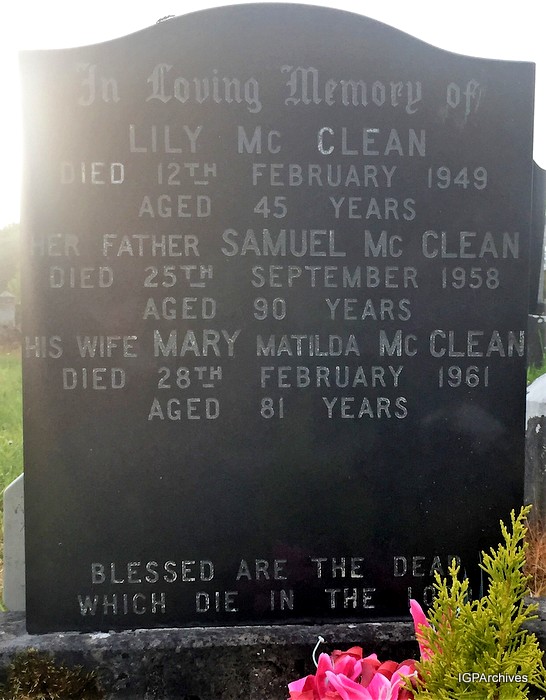 In Loving Memory of
LILY Mc CLEAN
DIED 12TH FEBRUARY 1949
AGED 45 YEARS
HER FATHER SAMUEL Mc CLEAN
DIED 25TH SEPTEMBER 1958
AGED 90 YEARS
HIS WIFE MARY MATILDA Mc CLEAN
DIED 28TH FEBRUARY 1961
AGED 81 YEARS
BLESSED ARE THE DEAD
WHICH DIE IN THE
IGPArchives